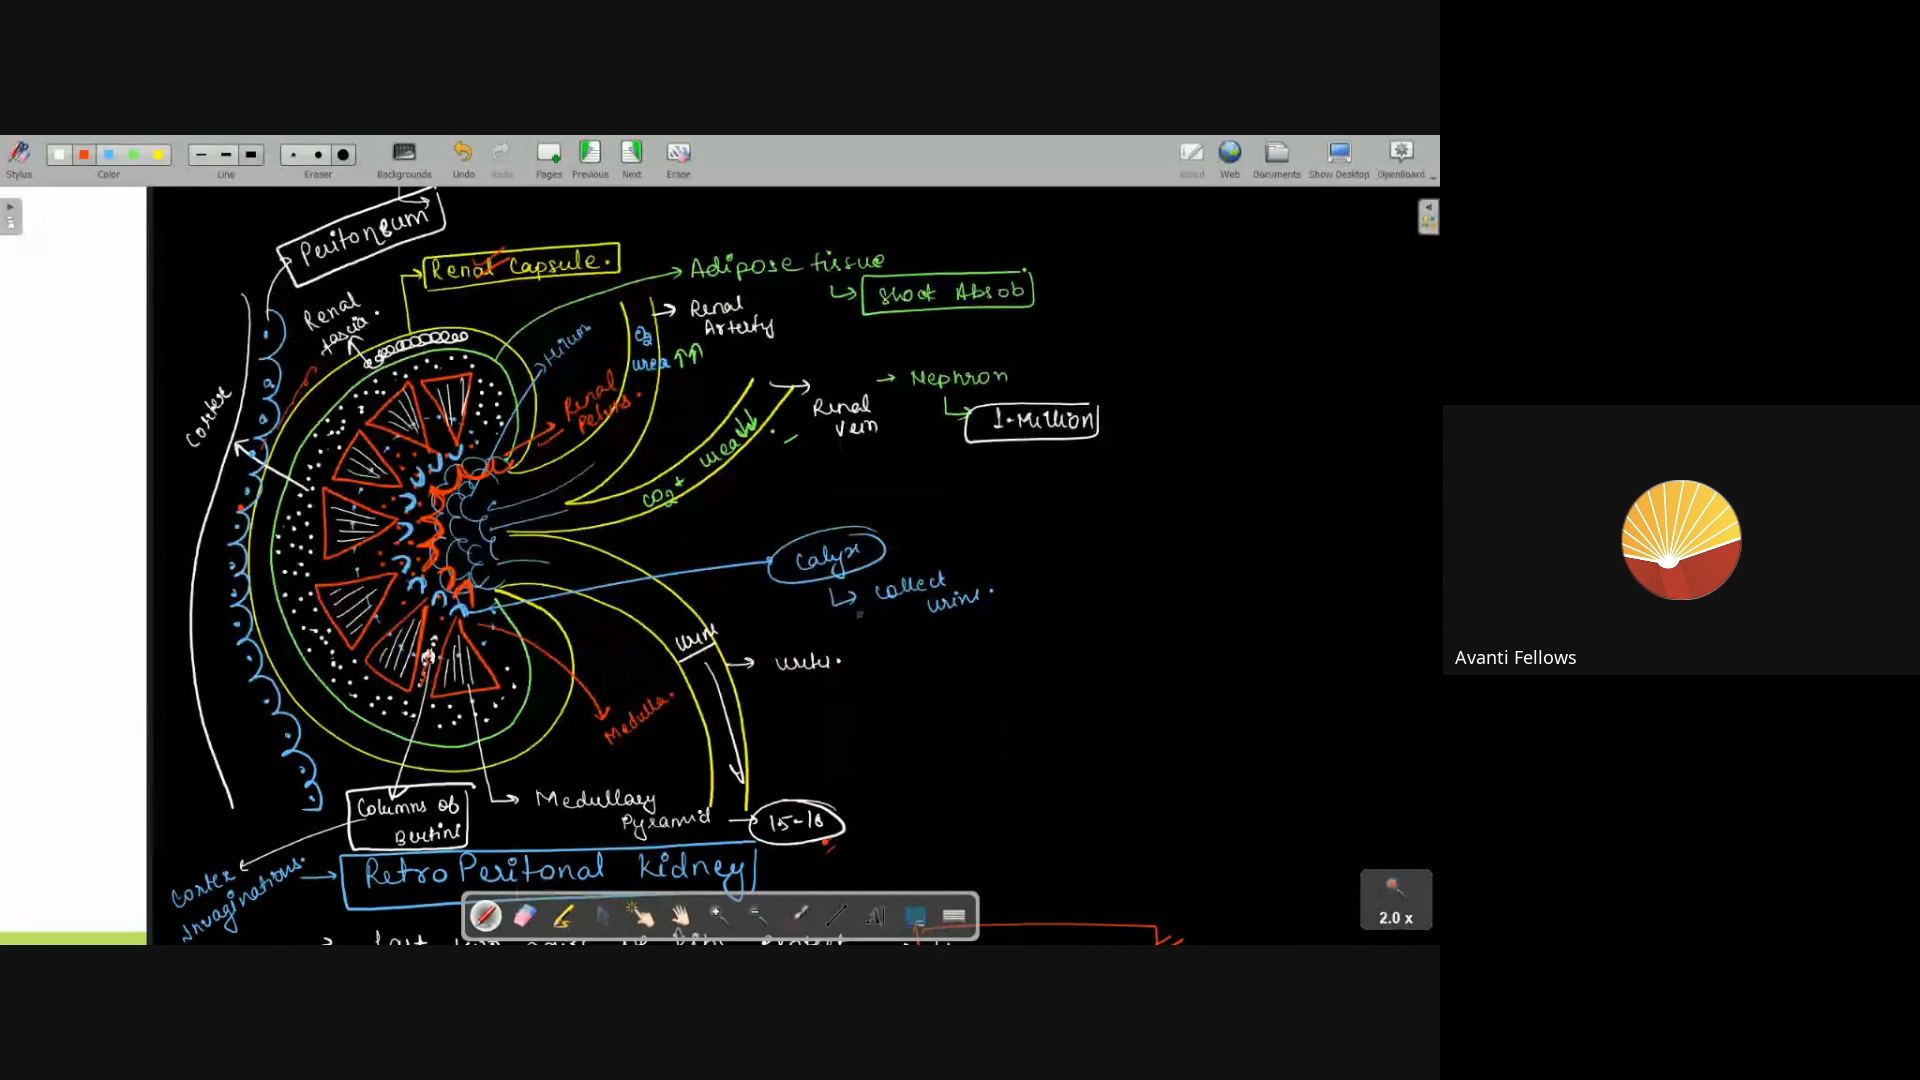 Stylus
Color
Line
Eraser
Backgrounds
Undo
Redo
Pages
Previous
Next
Erase
Board
Web
Documents
Show Desktop
OpenBoard
Peritoneum
Renal Capsule.
Adipose tissue
Shock Absob
Renal
fascia.
Renal
Artery
O2
urea ↑↑
Hilum
Renal
Pelvis.
Cortex
→ Nephron
1-Million
Renal
vein
urea↓↓
CO2+
Calyx
collect
urine.
urine
Medulla.
Columns of
Bertini
Medullary
Pyramid
15-18
Cortex
invaginations.
→ Retro Peritonal Kidney
2.0 x
Avanti Fellows